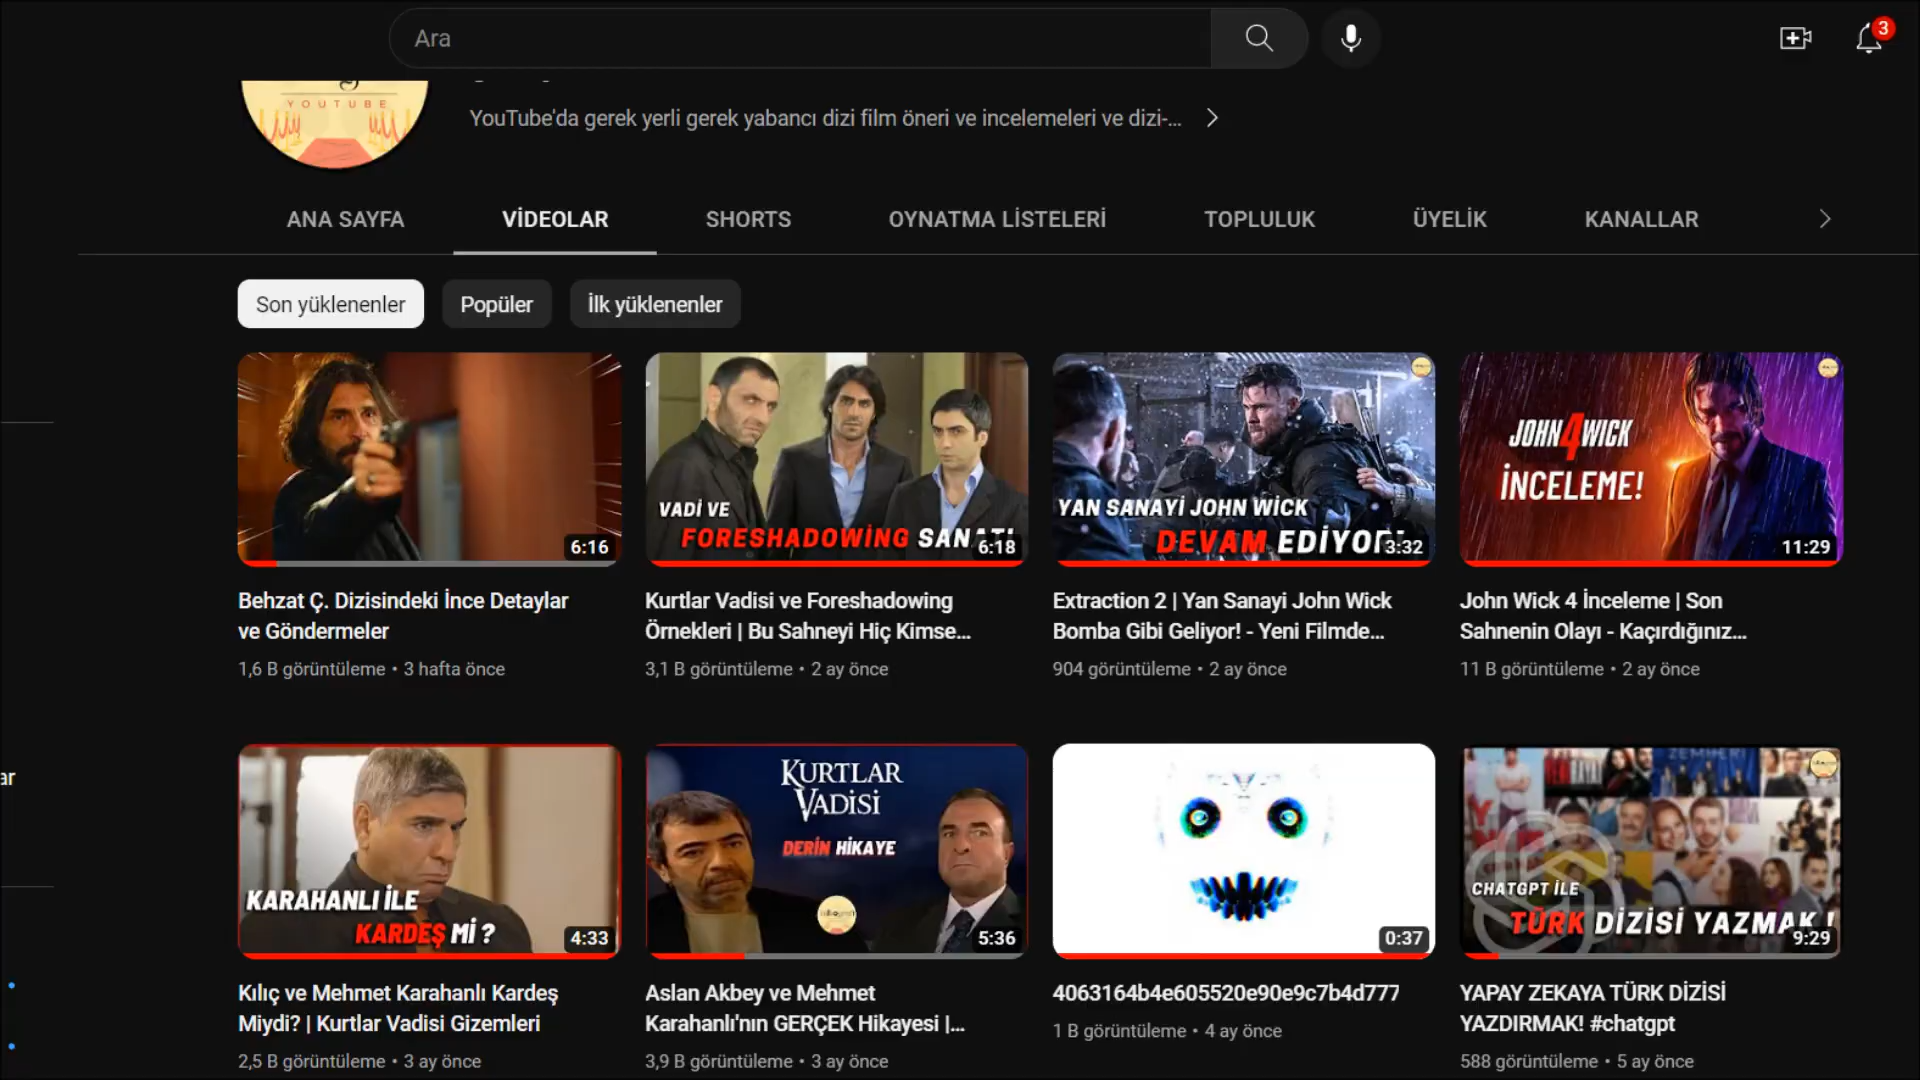 Ara
3
YOUTUBE
YouTube'da gerek yerli gerek yabancı dizi film öneri ve incelemeleri ve dizi-...
ANA SAYFA
VİDEOLAR
SHORTS
OYNATMA LİSTELERİ
TOPLULUK
ÜYELİK
KANALLAR
Son yüklenenler
Popüler
İlk yüklenenler
6:16
VADİ VE
FORESHADOWİNG SANATI
6:18
YAN SANAYİ JOHN WICK
DEVAM EDİYOR
3:32
JOHN 4 WICK
İNCELEME!
11:29
Behzat Ç. Dizisindeki İnce Detaylar
ve Göndermeler
1,6 B görüntüleme • 3 hafta önce
Kurtlar Vadisi ve Foreshadowing
Örnekleri | Bu Sahneyi Hiç Kimse...
3,1 B görüntüleme • 2 ay önce
Extraction 2 | Yan Sanayi John Wick
Bomba Gibi Geliyor! - Yeni Filmde...
904 görüntüleme • 2 ay önce
John Wick 4 İnceleme | Son
Sahnenin Olayı - Kaçırdığınız...
11 B görüntüleme • 2 ay önce
ar
KARAHANLI İLE
KARDEŞ Mİ ?
4:33
KURTLAR
VADİSİ
DERİN HİKAYE
5:36
0:37
CHATGPT İLE
TÜRK DİZİSİ YAZMAK !
9:29
Kılıç ve Mehmet Karahanlı Kardeş
Miydi? | Kurtlar Vadisi Gizemleri
2,5 B görüntüleme • 3 ay önce
Aslan Akbey ve Mehmet
Karahanlı'nın GERÇEK Hikayesi |...
3,9 B görüntüleme • 3 ay önce
4063164b4e605520e90e9c7b4d777
1 B görüntüleme • 4 ay önce
YAPAY ZEKAYA TÜRK DİZİSİ
YAZDIRMAK! #chatgpt
588 görüntüleme • 5 ay önce